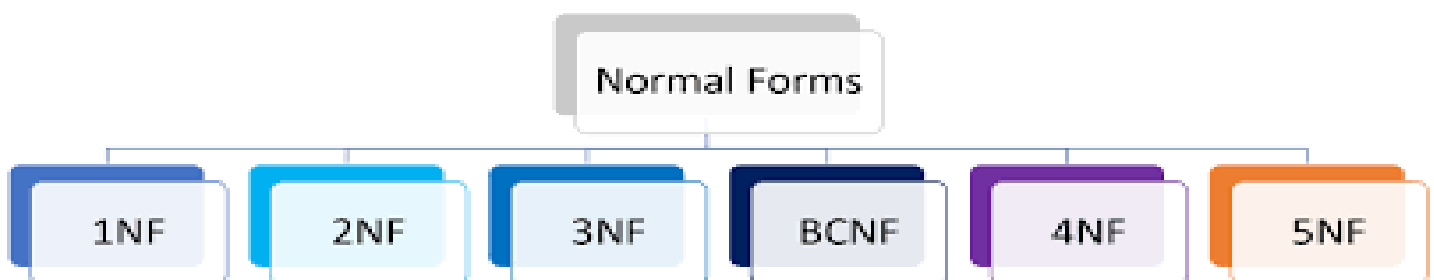 Normal Forms
1NF
2NF
3NF
BCNF
4NF
5NF